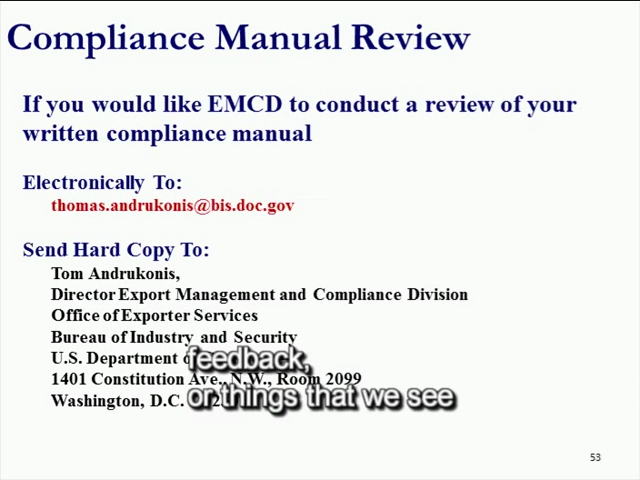 Compliance Manual Review
If you would like EMCD to conduct a review of your
written compliance manual
Electronically To:
thomas.andrukonis@bis.doc.gov
Send Hard Copy To:
Tom Andrukonis,
Director Export Management and Compliance Division
Office of Exporter Services
Bureau of Industry and Security
U.S. Department
feedback,
1401 Constitution Ave., N.W., Room 2099
Washington, D.C.
or things that we see
53